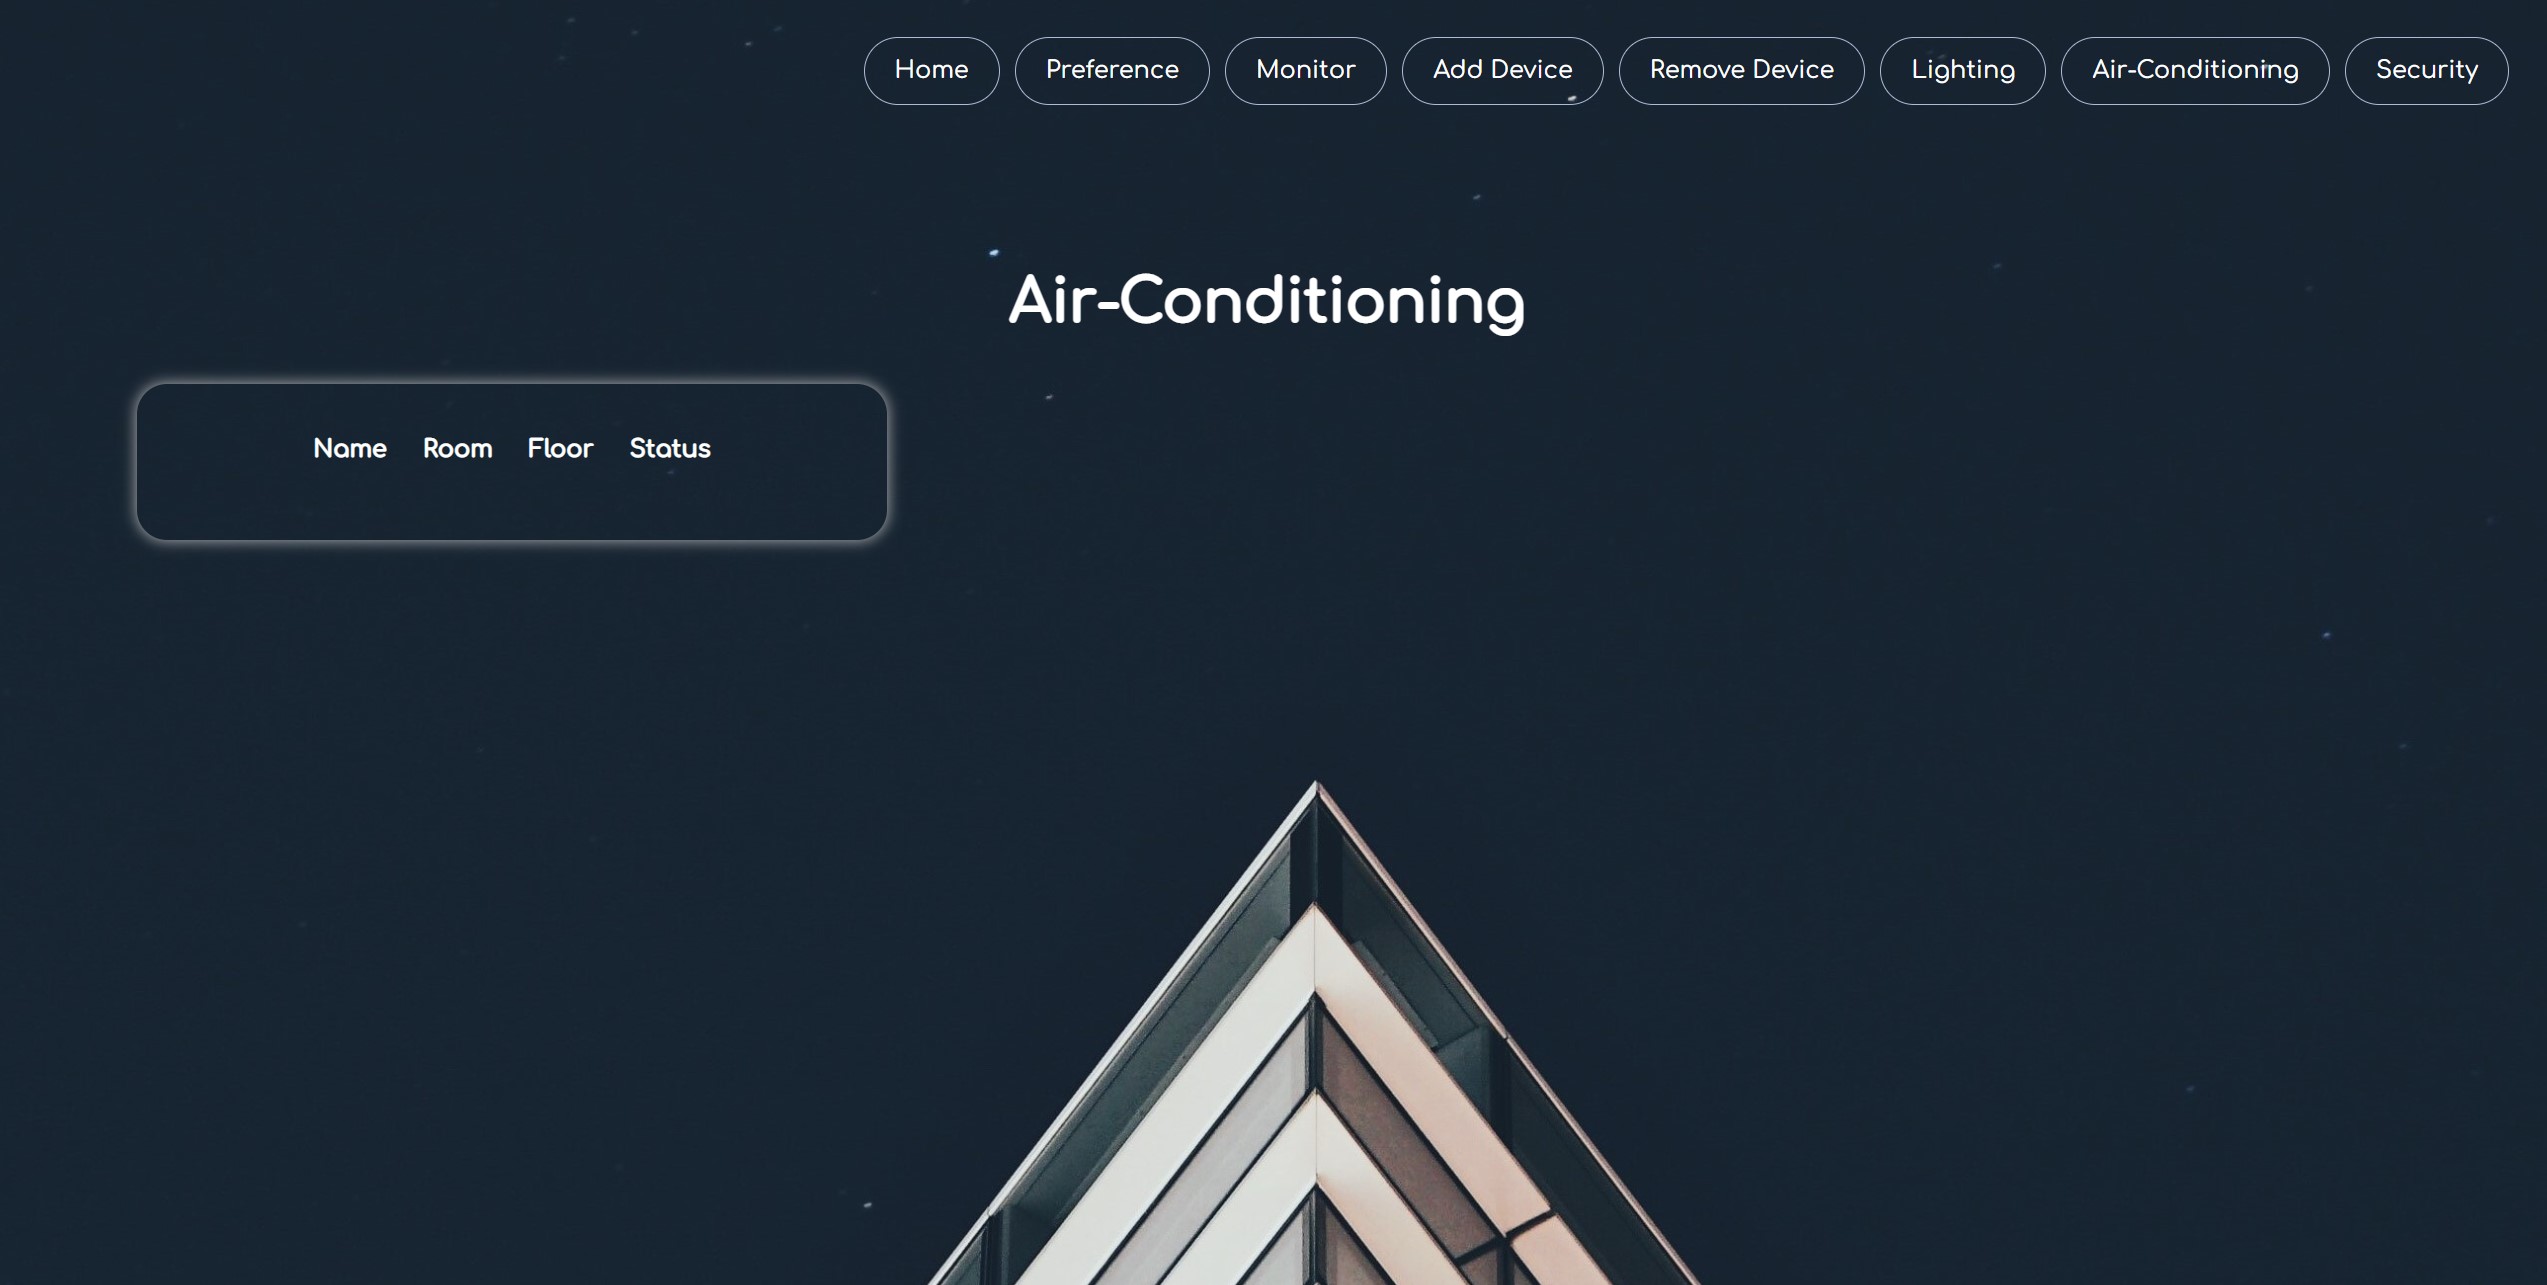 Home Preference Monitor Add Device Remove Device Lighting Air-Conditioning Security
Air-Conditioning
Name Room Floor Status